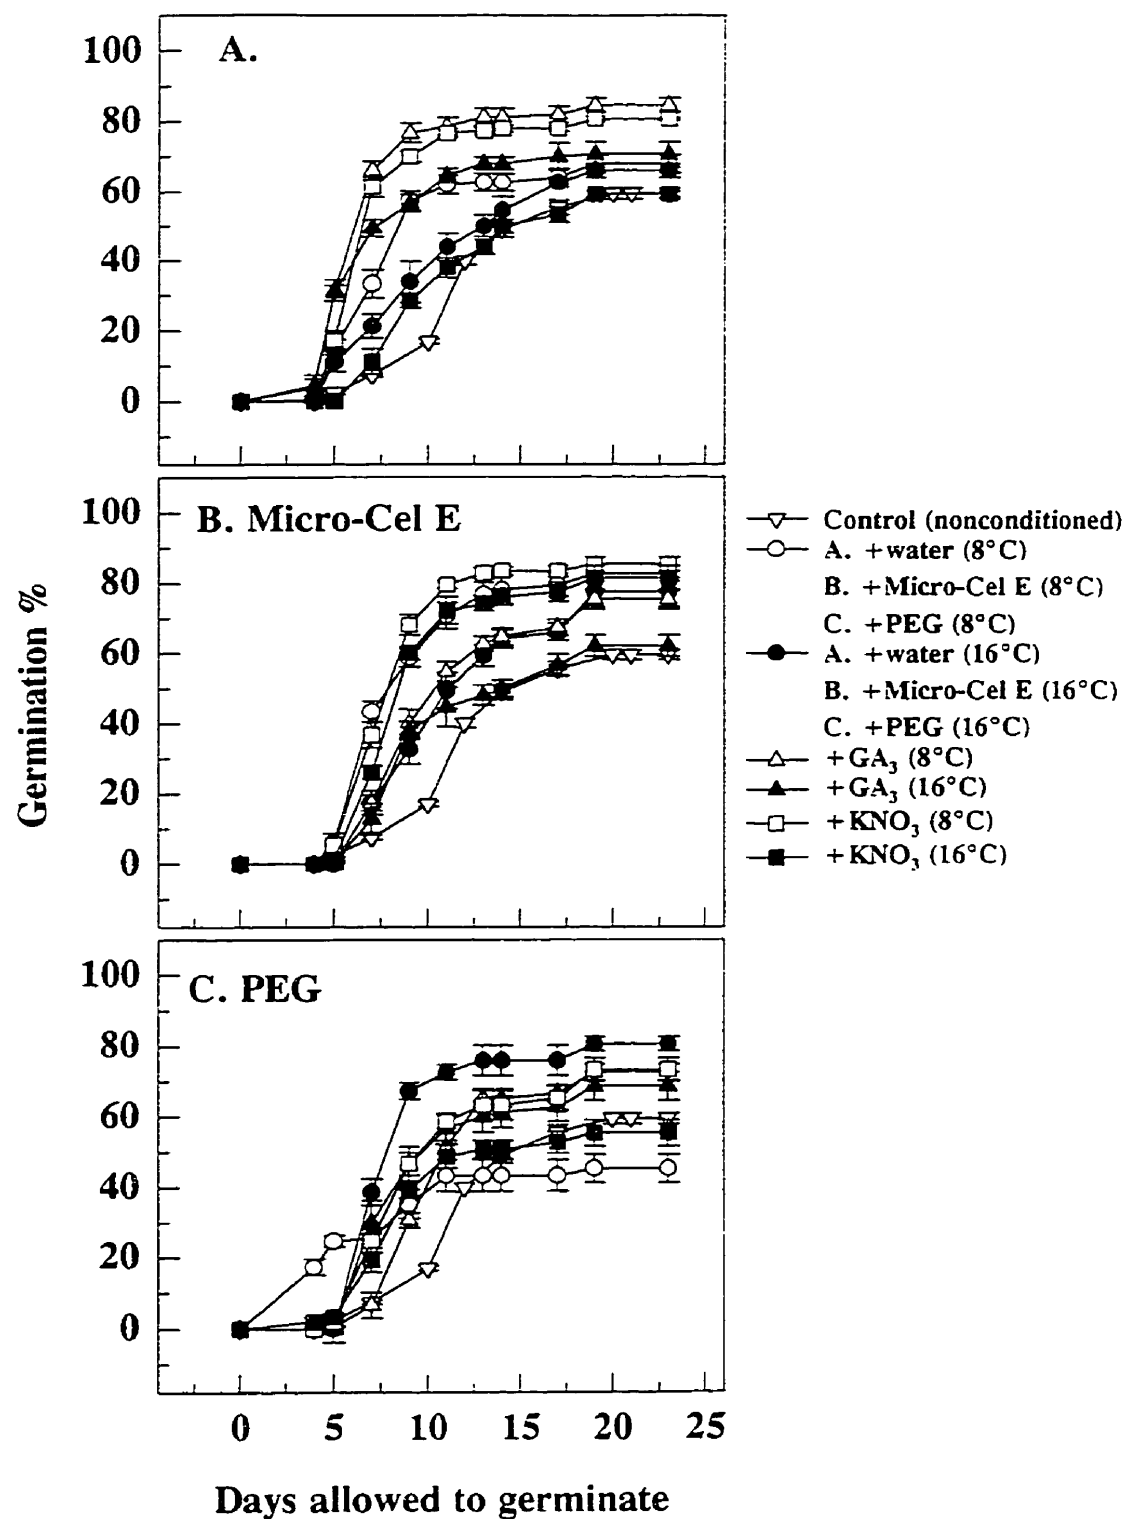 100
80
60
40
20
0
A.
100
80
60
40
20
0
B. Micro-Cel E
100
80
60
40
20
0
C. PEG
Germination %
0 5 10 15 20 25
Days allowed to germinate
Control (nonconditioned)
A. +water (8°C)
B. +Micro-Cel E (8°C)
C. +PEG (8°C)
A. +water (16°C)
B. +Micro-Cel E (16°C)
C. +PEG (16°C)
+GA₃ (8°C)
+GA₃ (16°C)
+KNO₃ (8°C)
+KNO₃ (16°C)